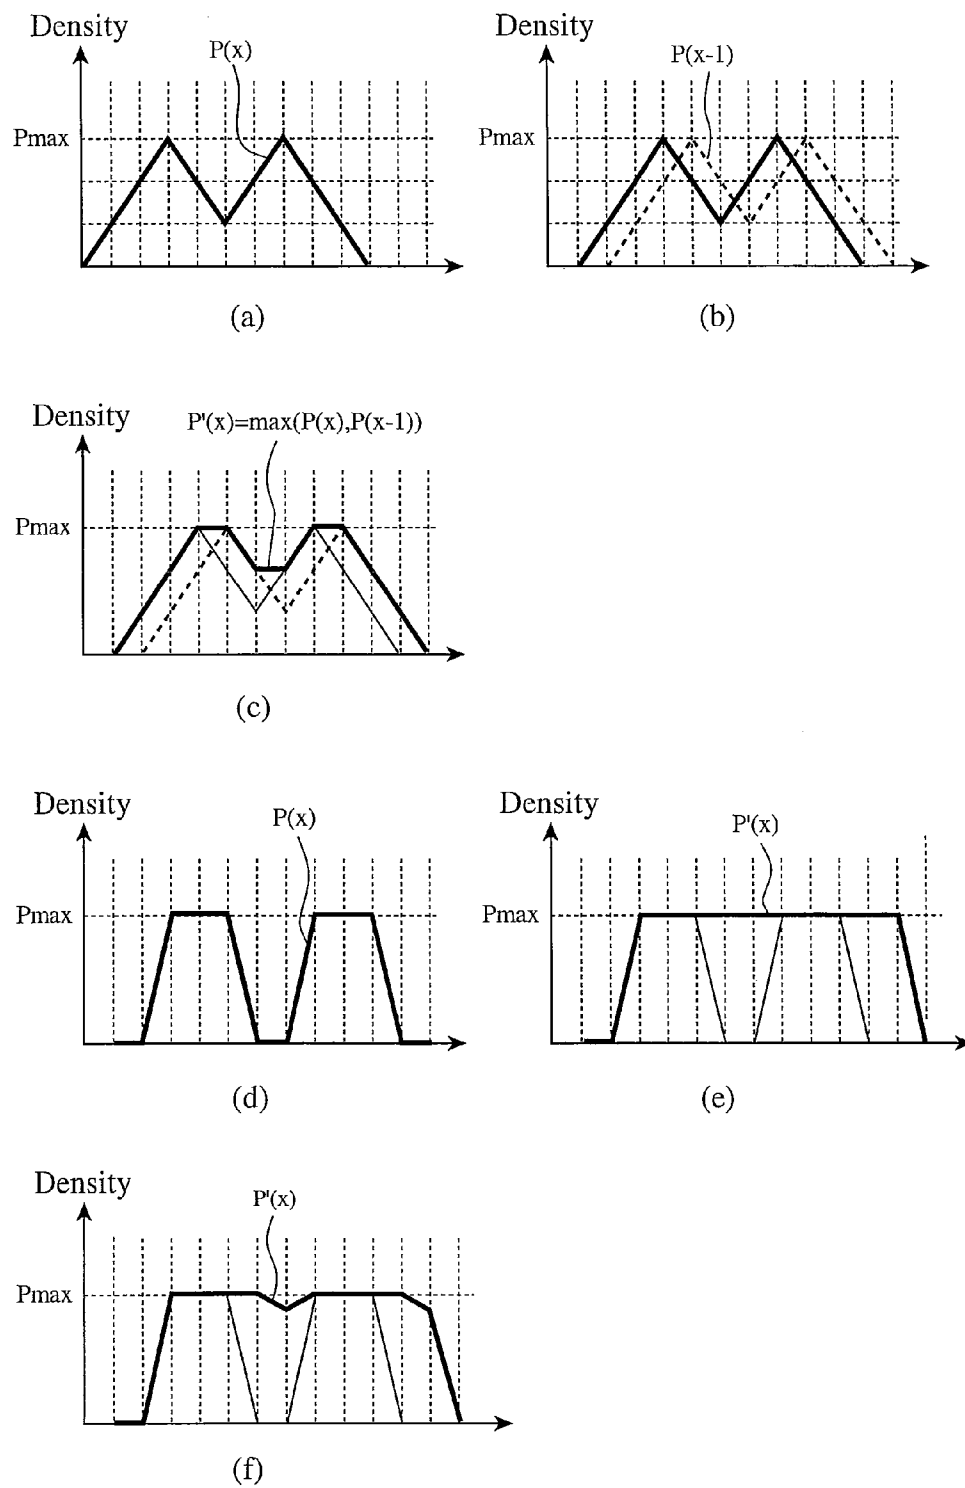 Density
P(x)
Pmax
(a)
Density
P(x-1)
Pmax
(b)
Density
P'(x)=max(P(x),P(x-1))
Pmax
(c)
Density
P(x)
Pmax
(d)
Density
P'(x)
Pmax
(e)
Density
P'(x)
Pmax
(f)